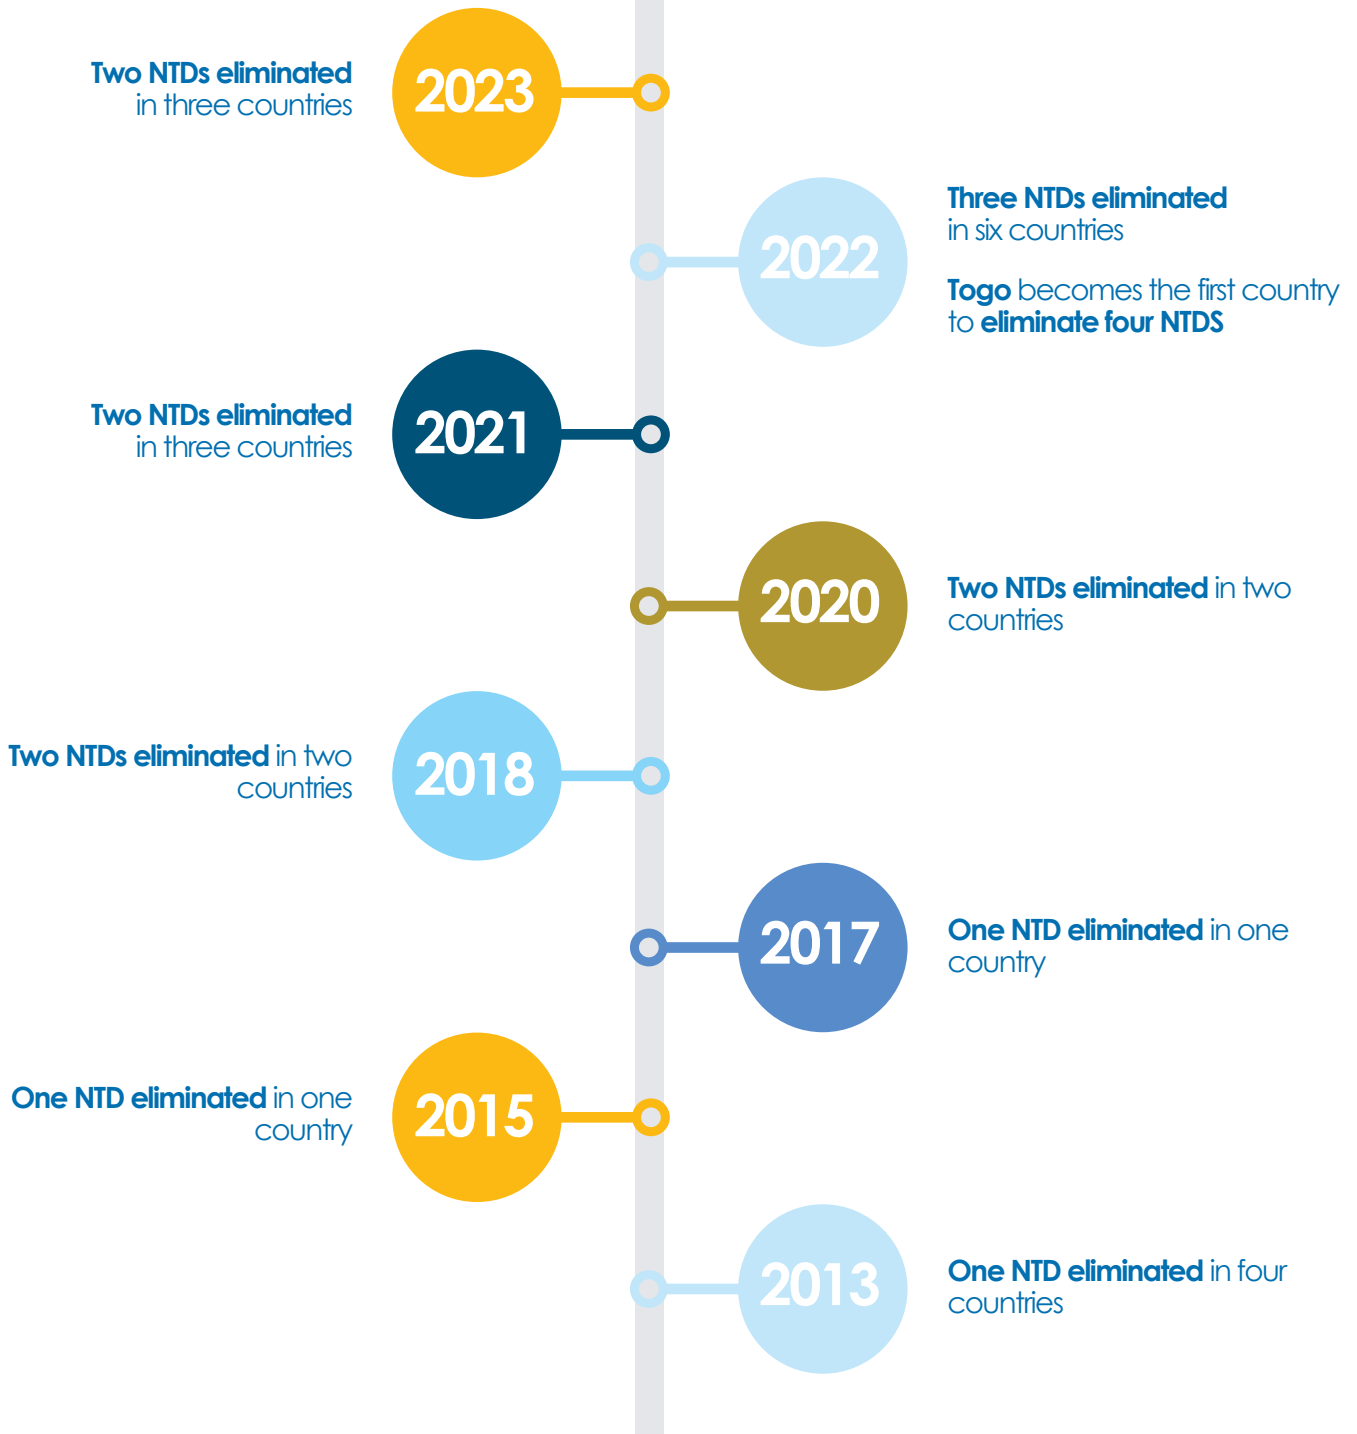 2023
Two NTDs eliminated
in three countries
2022
Three NTDs eliminated
in six countries
Togo becomes the first country
to eliminate four NTDS
2021
Two NTDs eliminated
in three countries
2020
Two NTDs eliminated in two
countries
2018
Two NTDs eliminated in two
countries
2017
One NTD eliminated in one
country
2015
One NTD eliminated in one
country
2013
One NTD eliminated in four
countries